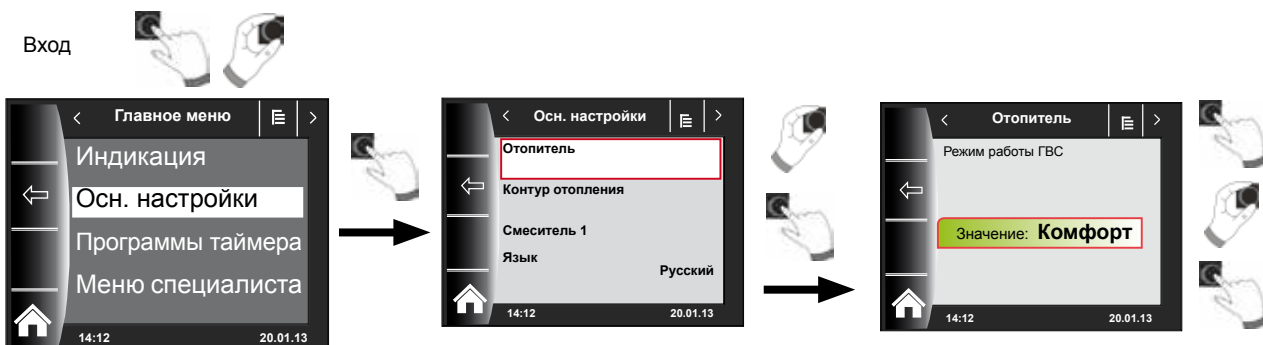 Вход
Главное меню
Индикация
Осн. настройки
Программы таймера
Меню специалиста
14:12 20.01.13
Осн. настройки
Отопитель
Контур отопления
Смеситель 1
Язык
Русский
14:12 20.01.13
Отопитель
Режим работы ГВС
Значение: Комфорт
14:12 20.01.13